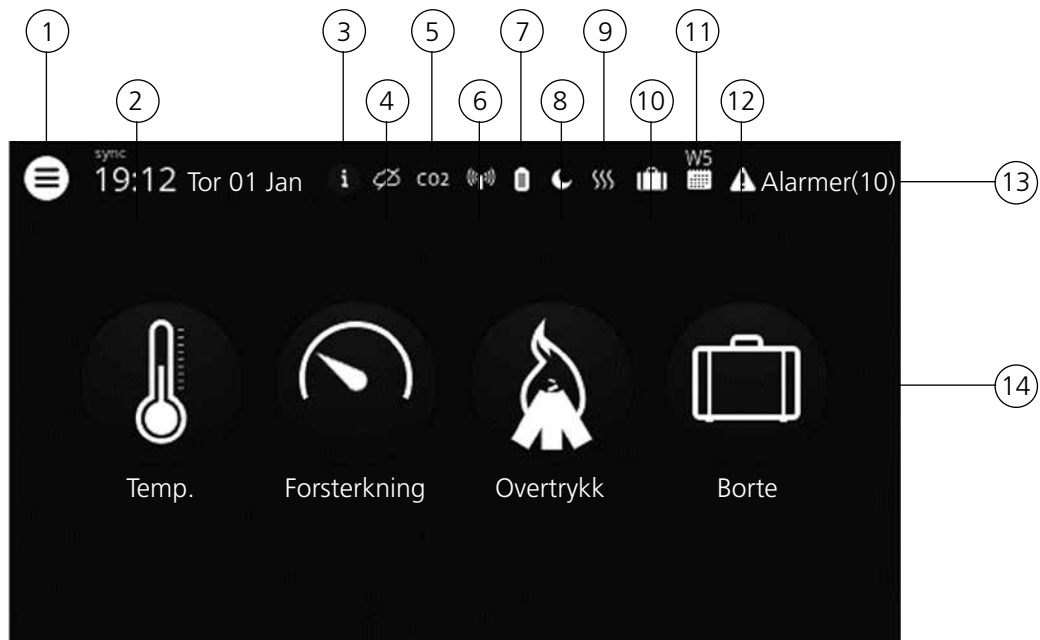 1 3 5 7 9 11
2 4 6 8 10 12
sync W5
19:12 Tor 01 Jan i CO2 Alarmer(10) 13
14
Temp. Forsterkning Overtrykk Borte